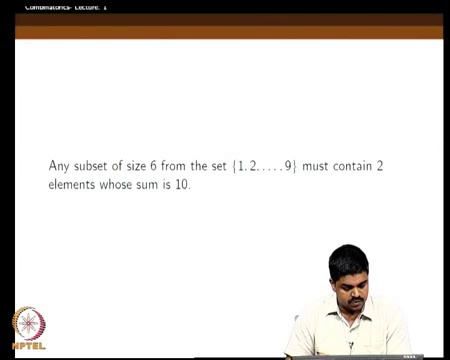 Combinatorics- Lecture: 1
Any subset of size 6 from the set {1, 2, . . . . , 9} must contain 2
elements whose sum is 10.
NPTEL